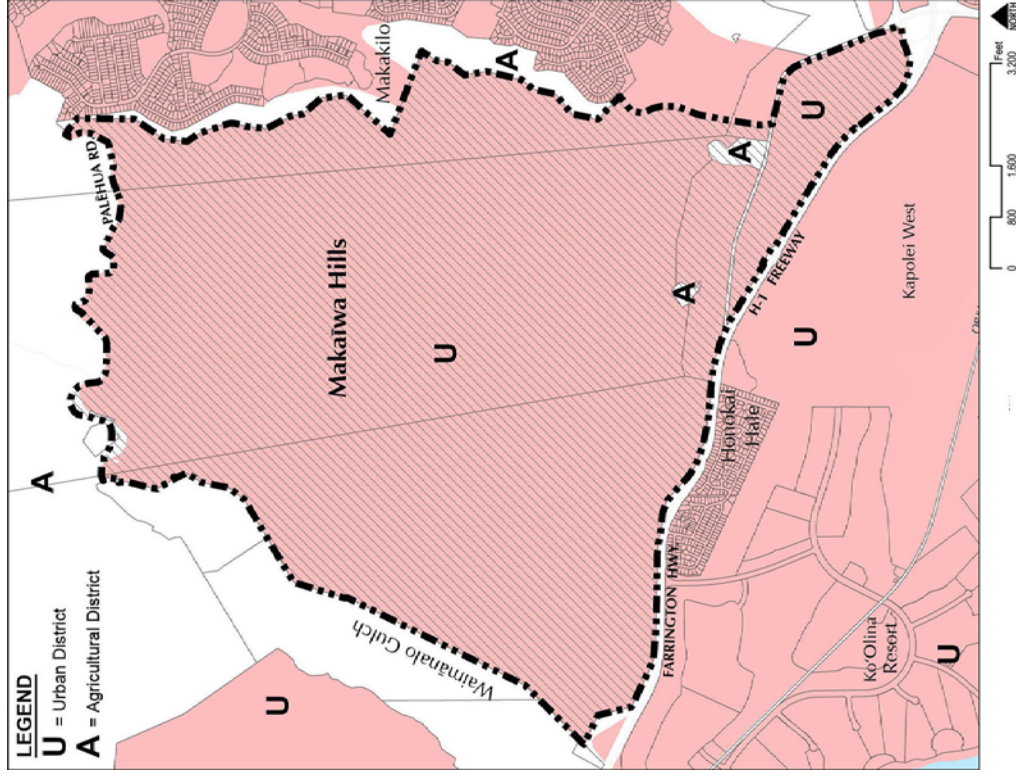 LEGEND
U = Urban District
A = Agricultural District
A
PALEHUA RD.
Makakilo
A
Makaīwa Hills
U
U
A
A
Waimānalo Gulch
U
FARRINGTON HWY.
H-1 FREEWAY
Honokai
Hale
U
Kapolei West
Ko'Olina
Resort
U
0 800 1,600 3,200
Feet
NORTH